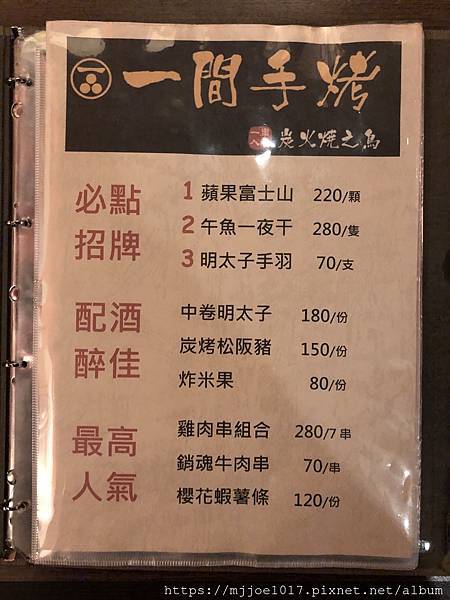 一間手烤
一串入
炭火燒之鳥
必點
招牌
1 蘋果富士山 220/顆
2 午魚一夜干 280/隻
3 明太子手羽 70/支
配酒
醉佳
中卷明太子 180/份
炭烤松阪豬 150/份
炸米果 80/份
最高
人氣
雞肉串組合 280/7 串
銷魂牛肉串 70/串
櫻花蝦薯條 120/份
https://mjjoe1017.pixnet.net/album